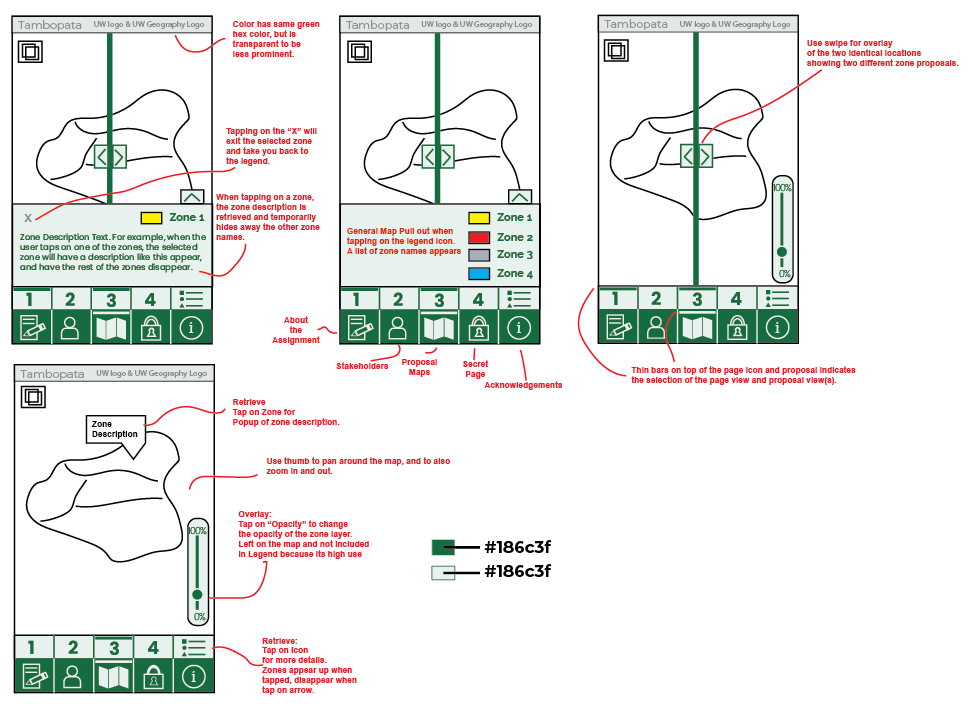 Tambopata
UW logo & UW Geography Logo
Color has same green
hex color, but is
transparent to be
less prominent.
Tapping on the “X” will
exit the selected zone
and take you back to
the legend.
When tapping on a zone,
the zone description is
retrieved and temporarily
hides away the other zone
names.
X
Zone 1
Zone Description Text. For example, when the
user taps on one of the zones, the selected
zone will have a description like this appear,
and have the rest of the zones disappear.
1 2 3 4
i
Tambopata
UW logo & UW Geography Logo
General Map Pull out when
tapping on the legend icon.
A list of zone names appears
Zone 1
Zone 2
Zone 3
Zone 4
1 2 3 4
i
About
the
Assignment
Stakeholders
Proposal
Maps
Secret
Page
Acknowledgements
Tambopata
UW logo & UW Geography Logo
Use swipe for overlay
of the two identical locations
showing two different zone proposals.
100%
0%
1 2 3 4
i
Thin bars on top of the page icon and proposal indicates
the selection of the page view and proposal view(s).
Tambopata
UW logo & UW Geography Logo
Zone
Description
Retrieve
Tap on Zone for
Popup of zone description.
Use thumb to pan around the map, and to also
zoom in and out.
100%
0%
Overlay:
Tap on “Opacity” to change
the opacity of the zone layer.
Left on the map and not included
in Legend because its high use
1 2 3 4
i
Retrieve:
Tap on Icon
for more details.
Zones appear up when
tapped, disappear when
tap on arrow.
#186c3f
#186c3f